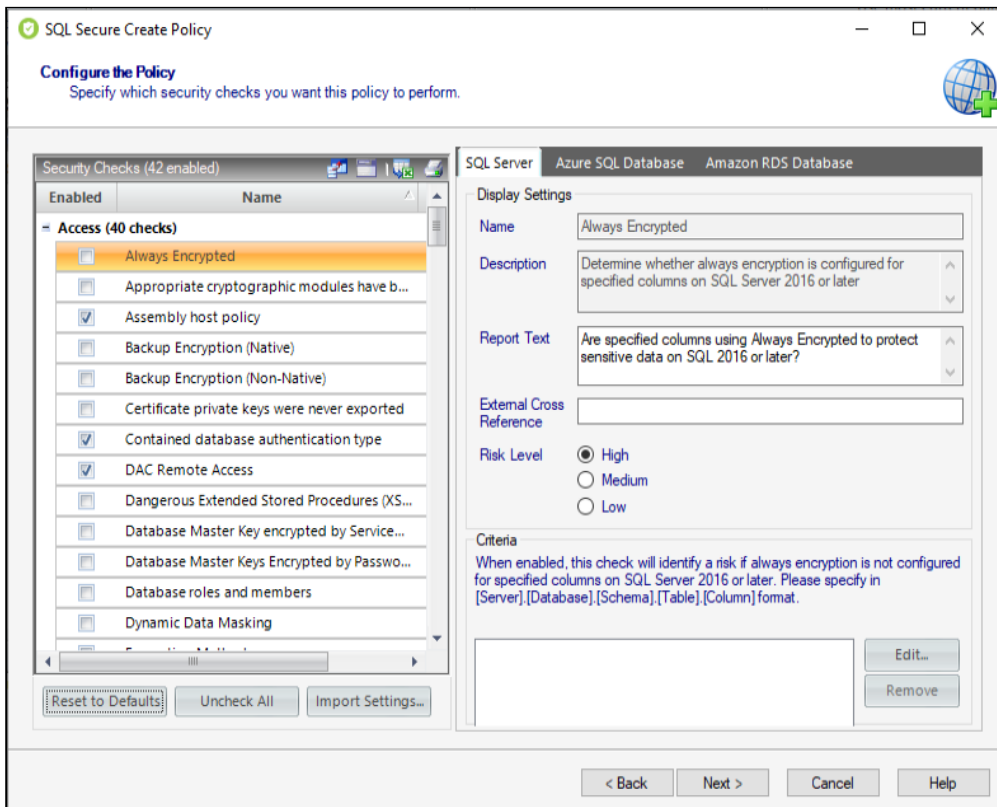 SQL Secure Create Policy
Configure the Policy
Specify which security checks you want this policy to perform.
Security Checks (42 enabled)
Enabled Name
Access (40 checks)
Always Encrypted
Appropriate cryptographic modules have b...
Assembly host policy
Backup Encryption (Native)
Backup Encryption (Non-Native)
Certificate private keys were never exported
Contained database authentication type
DAC Remote Access
Dangerous Extended Stored Procedures (XS...
Database Master Key encrypted by Service...
Database Master Keys Encrypted by Passwo...
Database roles and members
Dynamic Data Masking
Reset to Defaults Uncheck All Import Settings...
SQL Server Azure SQL Database Amazon RDS Database
Display Settings
Name Always Encrypted
Description Determine whether always encryption is configured for
specified columns on SQL Server 2016 or later
Report Text Are specified columns using Always Encrypted to protect
sensitive data on SQL 2016 or later?
External Cross
Reference
Risk Level High
Medium
Low
Criteria
When enabled, this check will identify a risk if always encryption is not configured
for specified columns on SQL Server 2016 or later. Please specify in
[Server].[Database].[Schema].[Table].[Column] format.
Edit...
Remove
< Back Next > Cancel Help